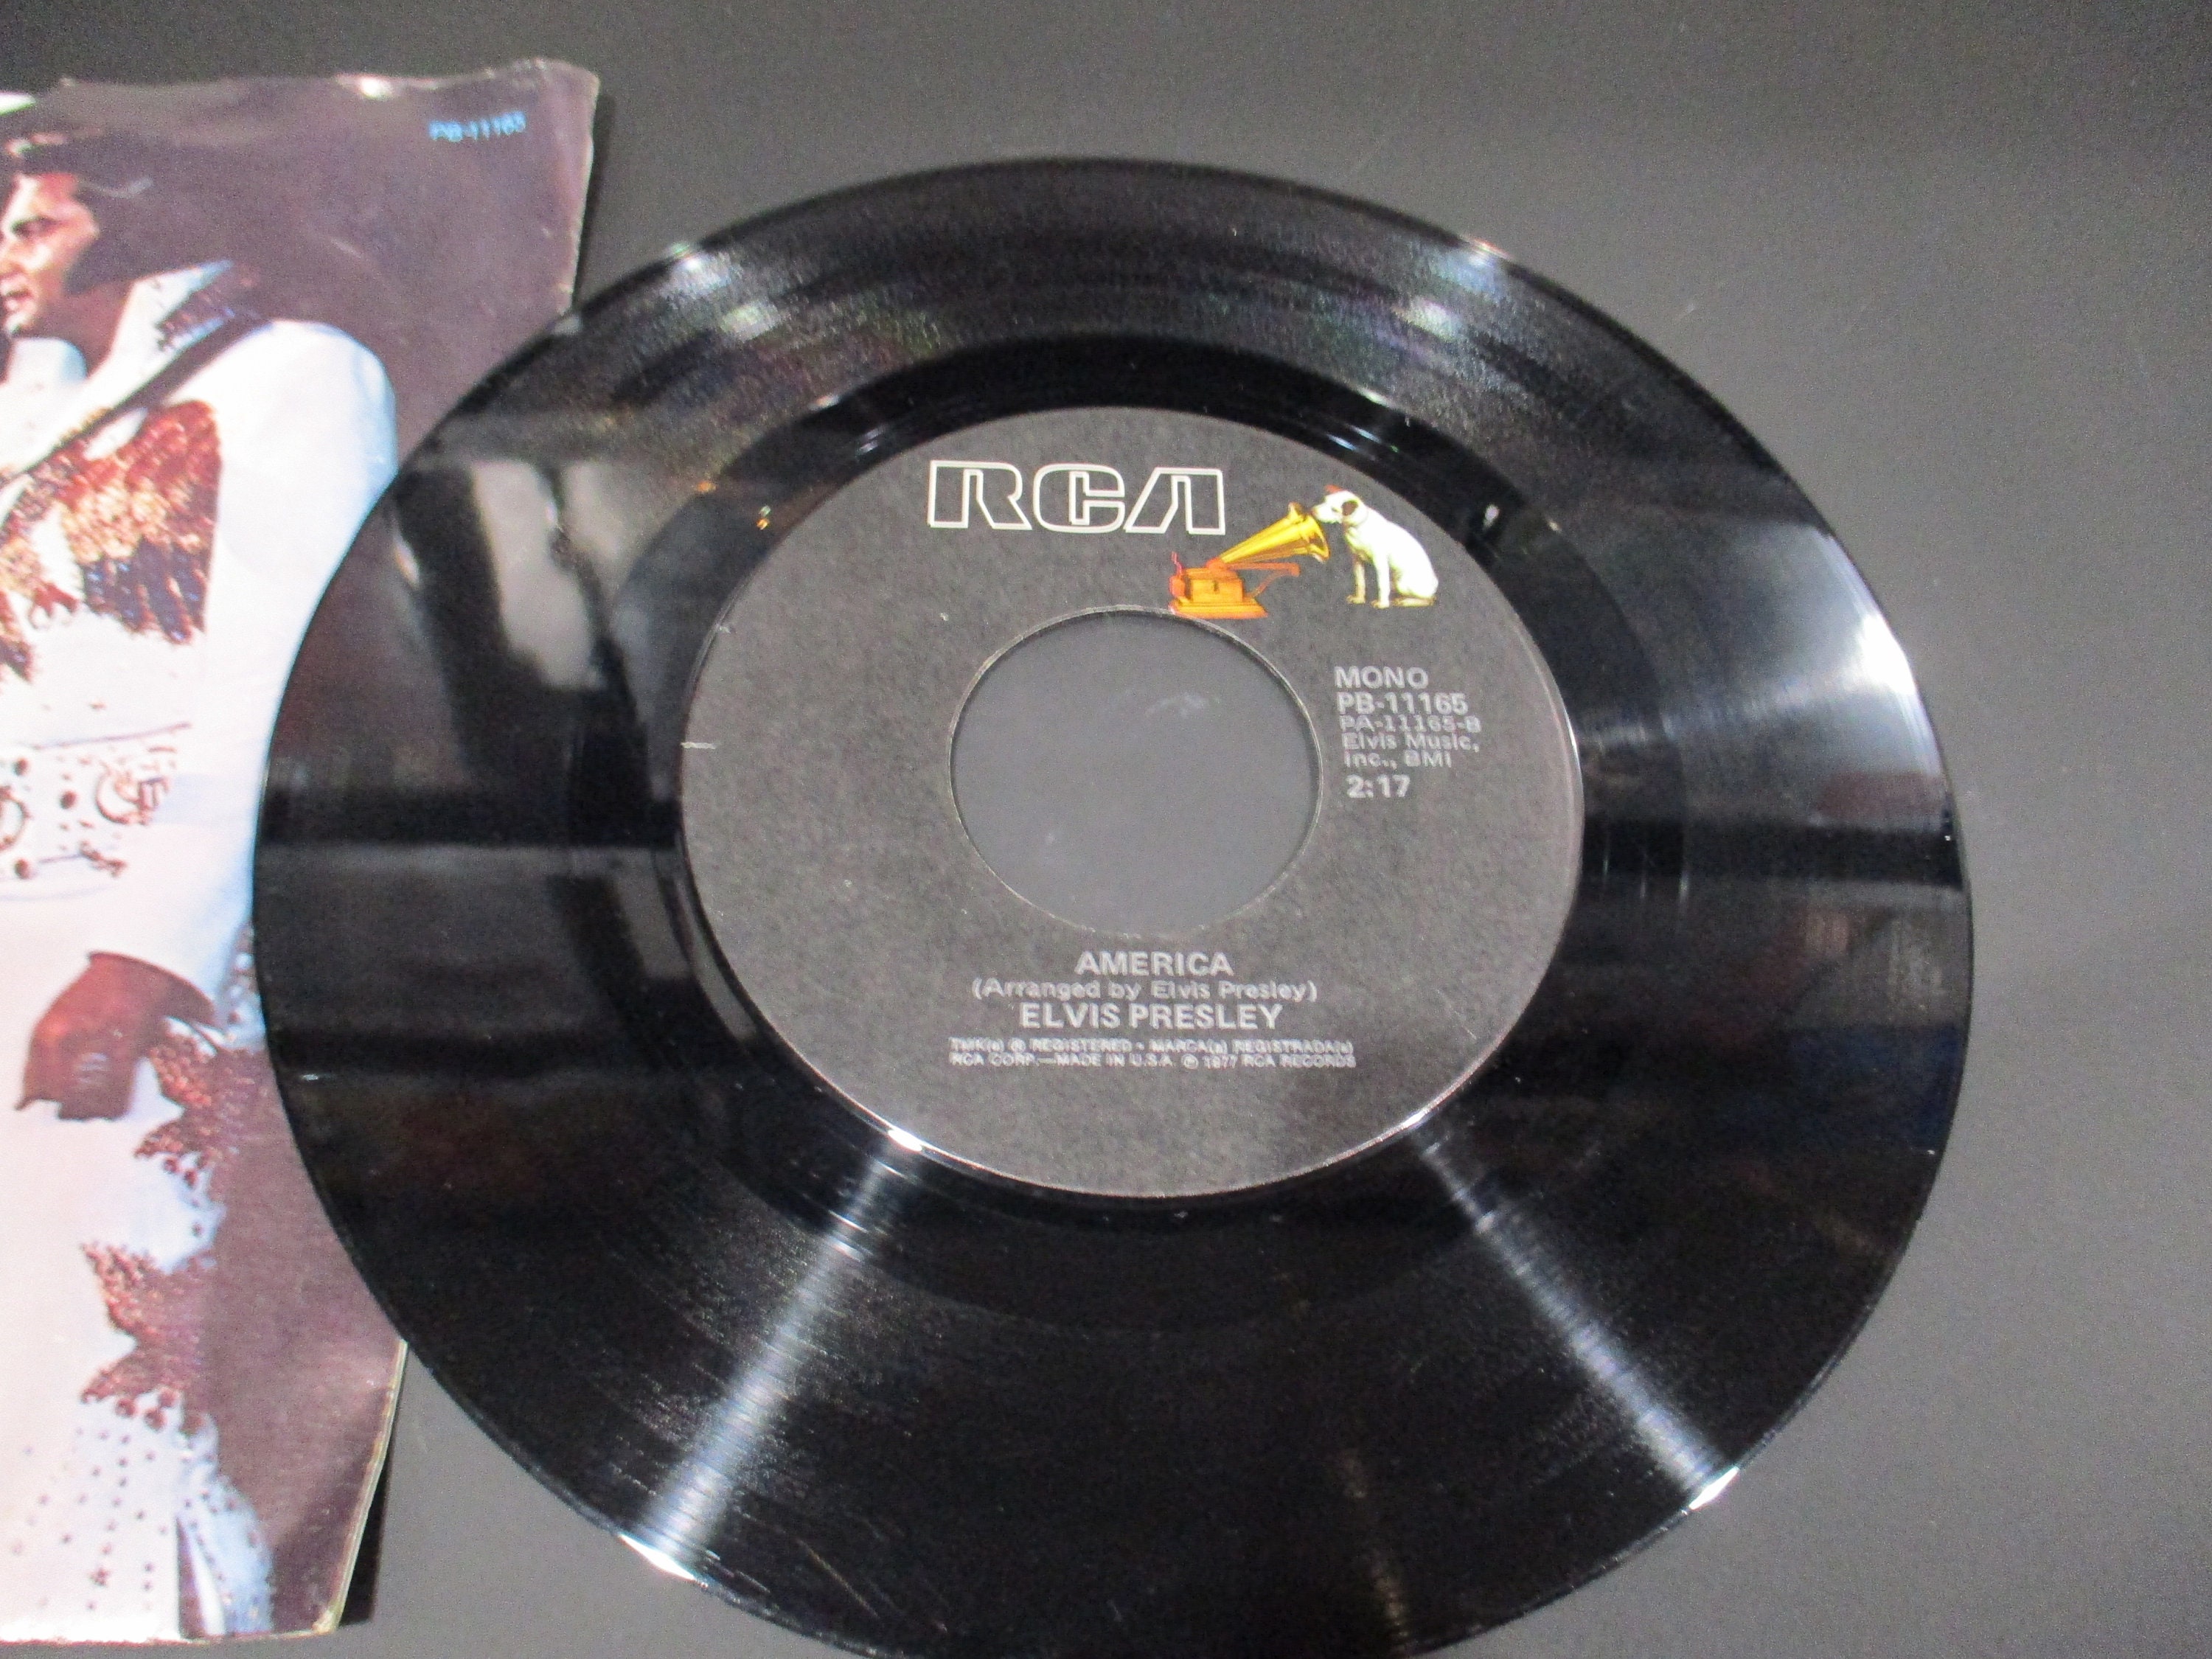 PB-11165
RCA
MONO
PB-11165
PA-11165-B
Elvis Music,
Inc., BMI
2:17
AMERICA
(Arranged by Elvis Presley)
ELVIS PRESLEY
TMK(s) ® REGISTERED • MARCA(s) REGISTRADA(s)
RCA CORP.—MADE IN U.S.A. ℗ 1977 RCA RECORDS